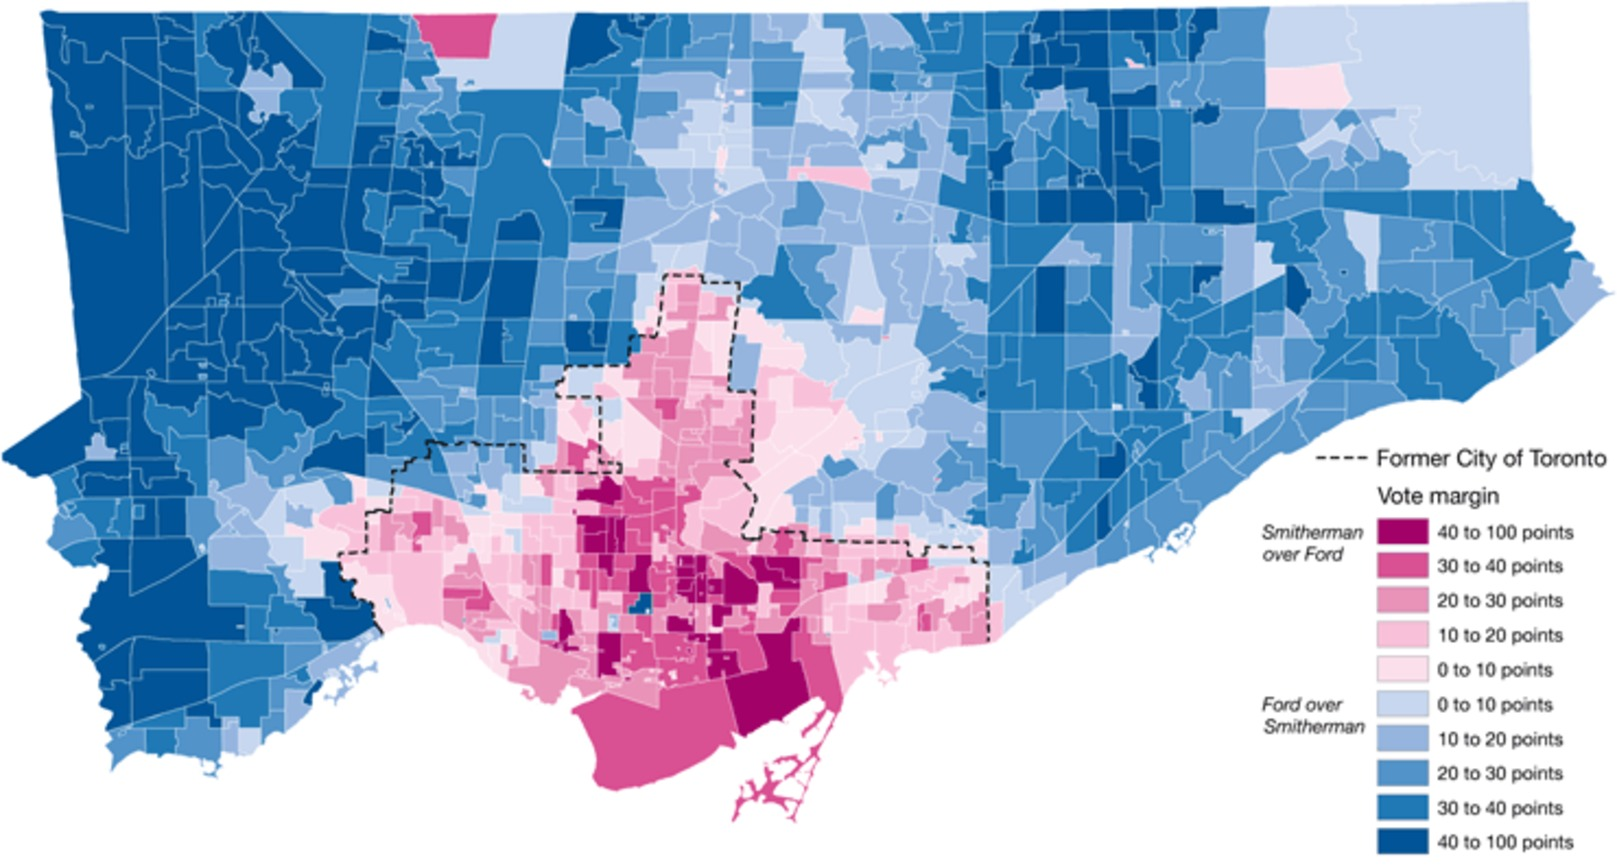 Former City of Toronto
Vote margin
Smitherman
over Ford
40 to 100 points
30 to 40 points
20 to 30 points
10 to 20 points
0 to 10 points
Ford over
Smitherman
0 to 10 points
10 to 20 points
20 to 30 points
30 to 40 points
40 to 100 points